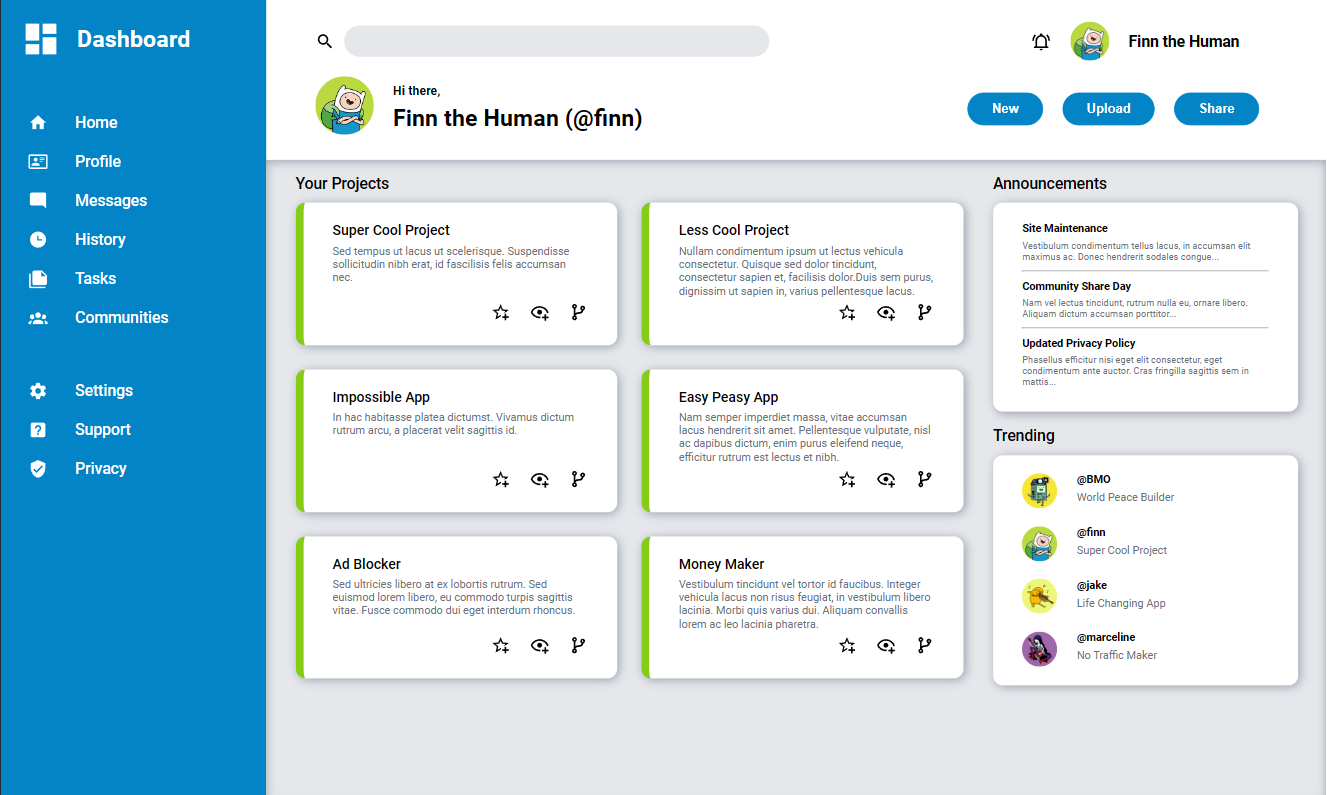 Dashboard
Home
Profile
Messages
History
Tasks
Communities
Settings
Support
Privacy
Finn the Human
Hi there,
Finn the Human (@finn)
New
Upload
Share
Your Projects
Super Cool Project
Sed tempus ut lacus ut scelerisque. Suspendisse
sollicitudin nibh erat, id fascilisis felis accumsan
nec.
Less Cool Project
Nullam condimentum ipsum ut lectus vehicula
consectetur. Quisque sed dolor tincidunt,
consectetur sapien et, facilisis dolor.Duis sem purus,
dignissim ut sapien in, varius pellentesque lacus.
Impossible App
In hac habitasse platea dictumst. Vivamus dictum
rutrum arcu, a placerat velit sagittis id.
Easy Peasy App
Nam semper imperdiet massa, vitae accumsan
lacus hendrerit sit amet. Pellentesque vulputate, nisl
ac dapibus dictum, enim purus eleifend neque,
efficitur rutrum est lectus et nibh.
Ad Blocker
Sed ultricies libero at ex lobortis rutrum. Sed
euismod lorem libero, eu commodo turpis sagittis
vitae. Fusce commodo dui eget interdum rhoncus.
Money Maker
Vestibulum tincidunt vel tortor id faucibus. Integer
vehicula lacus non risus feugiat, in vestibulum libero
lacinia. Morbi quis varius dui. Aliquam convallis
lorem ac leo lacinia pharetra.
Announcements
Site Maintenance
Vestibulum condimentum tellus lacus, in accumsan elit
maximus ac. Donec hendrerit sodales congue...
Community Share Day
Nam vel lectus tincidunt, rutrum nulla eu, ornare libero.
Aliquam dictum accumsan porttitor...
Updated Privacy Policy
Phasellus efficitur nisi eget elit consectetur, eget
condimentum ante auctor. Cras fringilla sagittis sem in
mattis...
Trending
@BMO
World Peace Builder
@finn
Super Cool Project
@jake
Life Changing App
@marceline
No Traffic Maker